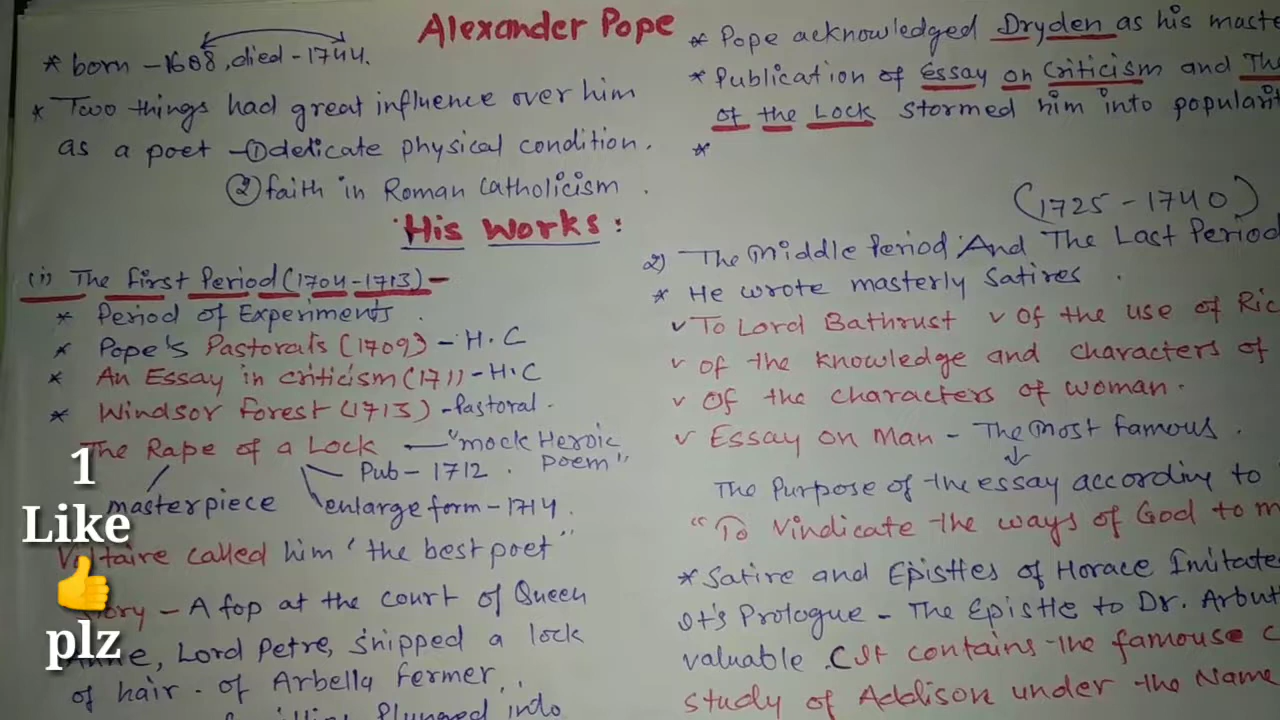 Alexander Pope
* born - 1688, died - 1744.
* Two things had great influence over him
as a poet - ① delicate physical condition.
② faith in Roman Catholicism.
* Pope acknowledged Dryden as his maste
* Publication of Essay on Criticism and The
of the Lock stormed him into popularit
*
His Works:
(1) The First Period (1704-1713) -
* Period of Experiments.
* Pope's Pastorals (1709) - H.C
* An Essay in criticism (1711) - H.C
* Windsor Forest (1713) - Pastoral.
The Rape of a Lock - "mock Heroic
Poem"
Pub - 1712.
masterpiece
enlarge form - 1714.
Voltaire called him 'the best poet"
Story - A fop at the court of Queen
Anne, Lord Petre, snipped a lock
of hair. of Arbella Fermer,
plunged into
(1725 - 1740)
2) The Middle Period And The Last Period
* He wrote masterly Satires.
✓ To Lord Bathrust ✓ Of the use of Ric
✓ of the knowledge and characters of
✓ Of the characters of woman.
✓ Essay on Man - The Most famous.
The Purpose of the essay according to
"To Vindicate the ways of God to m
* Satire and Epistles of Horace Imitate
It's Prologue - The Epistle to Dr. Arbut
valuable. C It contains the famouse c
study of Addison under the Name
1
Like
👍
plz